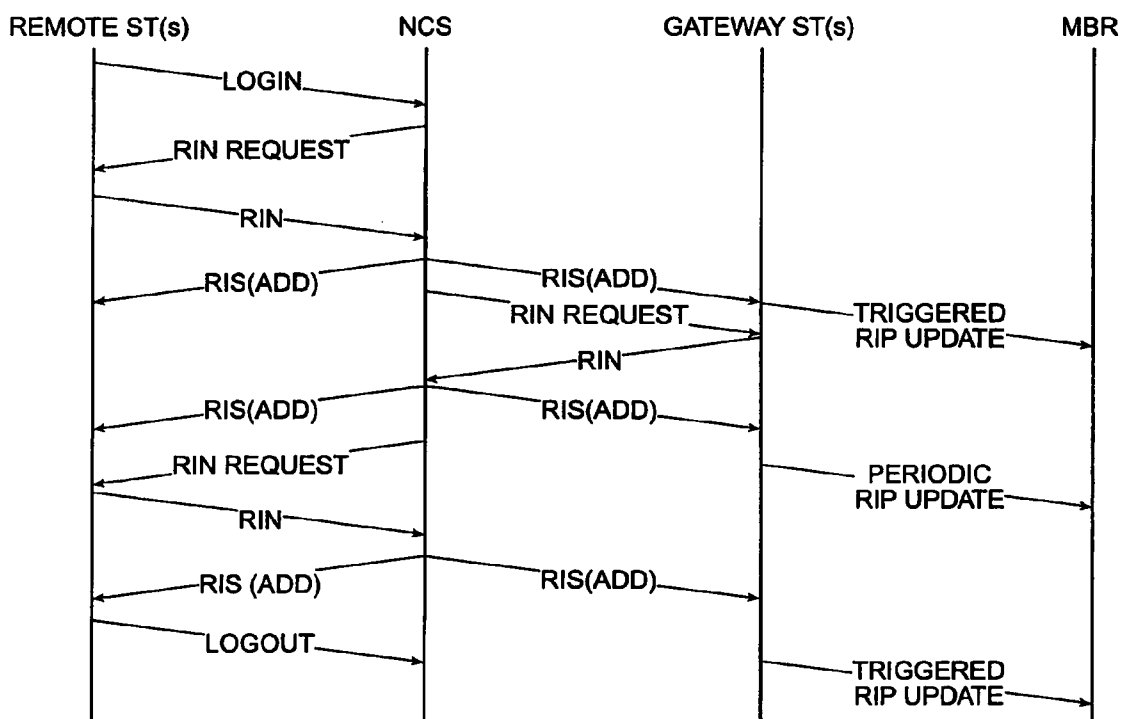 REMOTE ST(s)
NCS
GATEWAY ST(s)
MBR
LOGIN
RIN REQUEST
RIN
RIS(ADD)
RIS(ADD)
RIN REQUEST
TRIGGERED
RIP UPDATE
RIN
RIS(ADD)
RIS(ADD)
RIN REQUEST
PERIODIC
RIP UPDATE
RIN
RIS (ADD)
RIS(ADD)
LOGOUT
TRIGGERED
RIP UPDATE